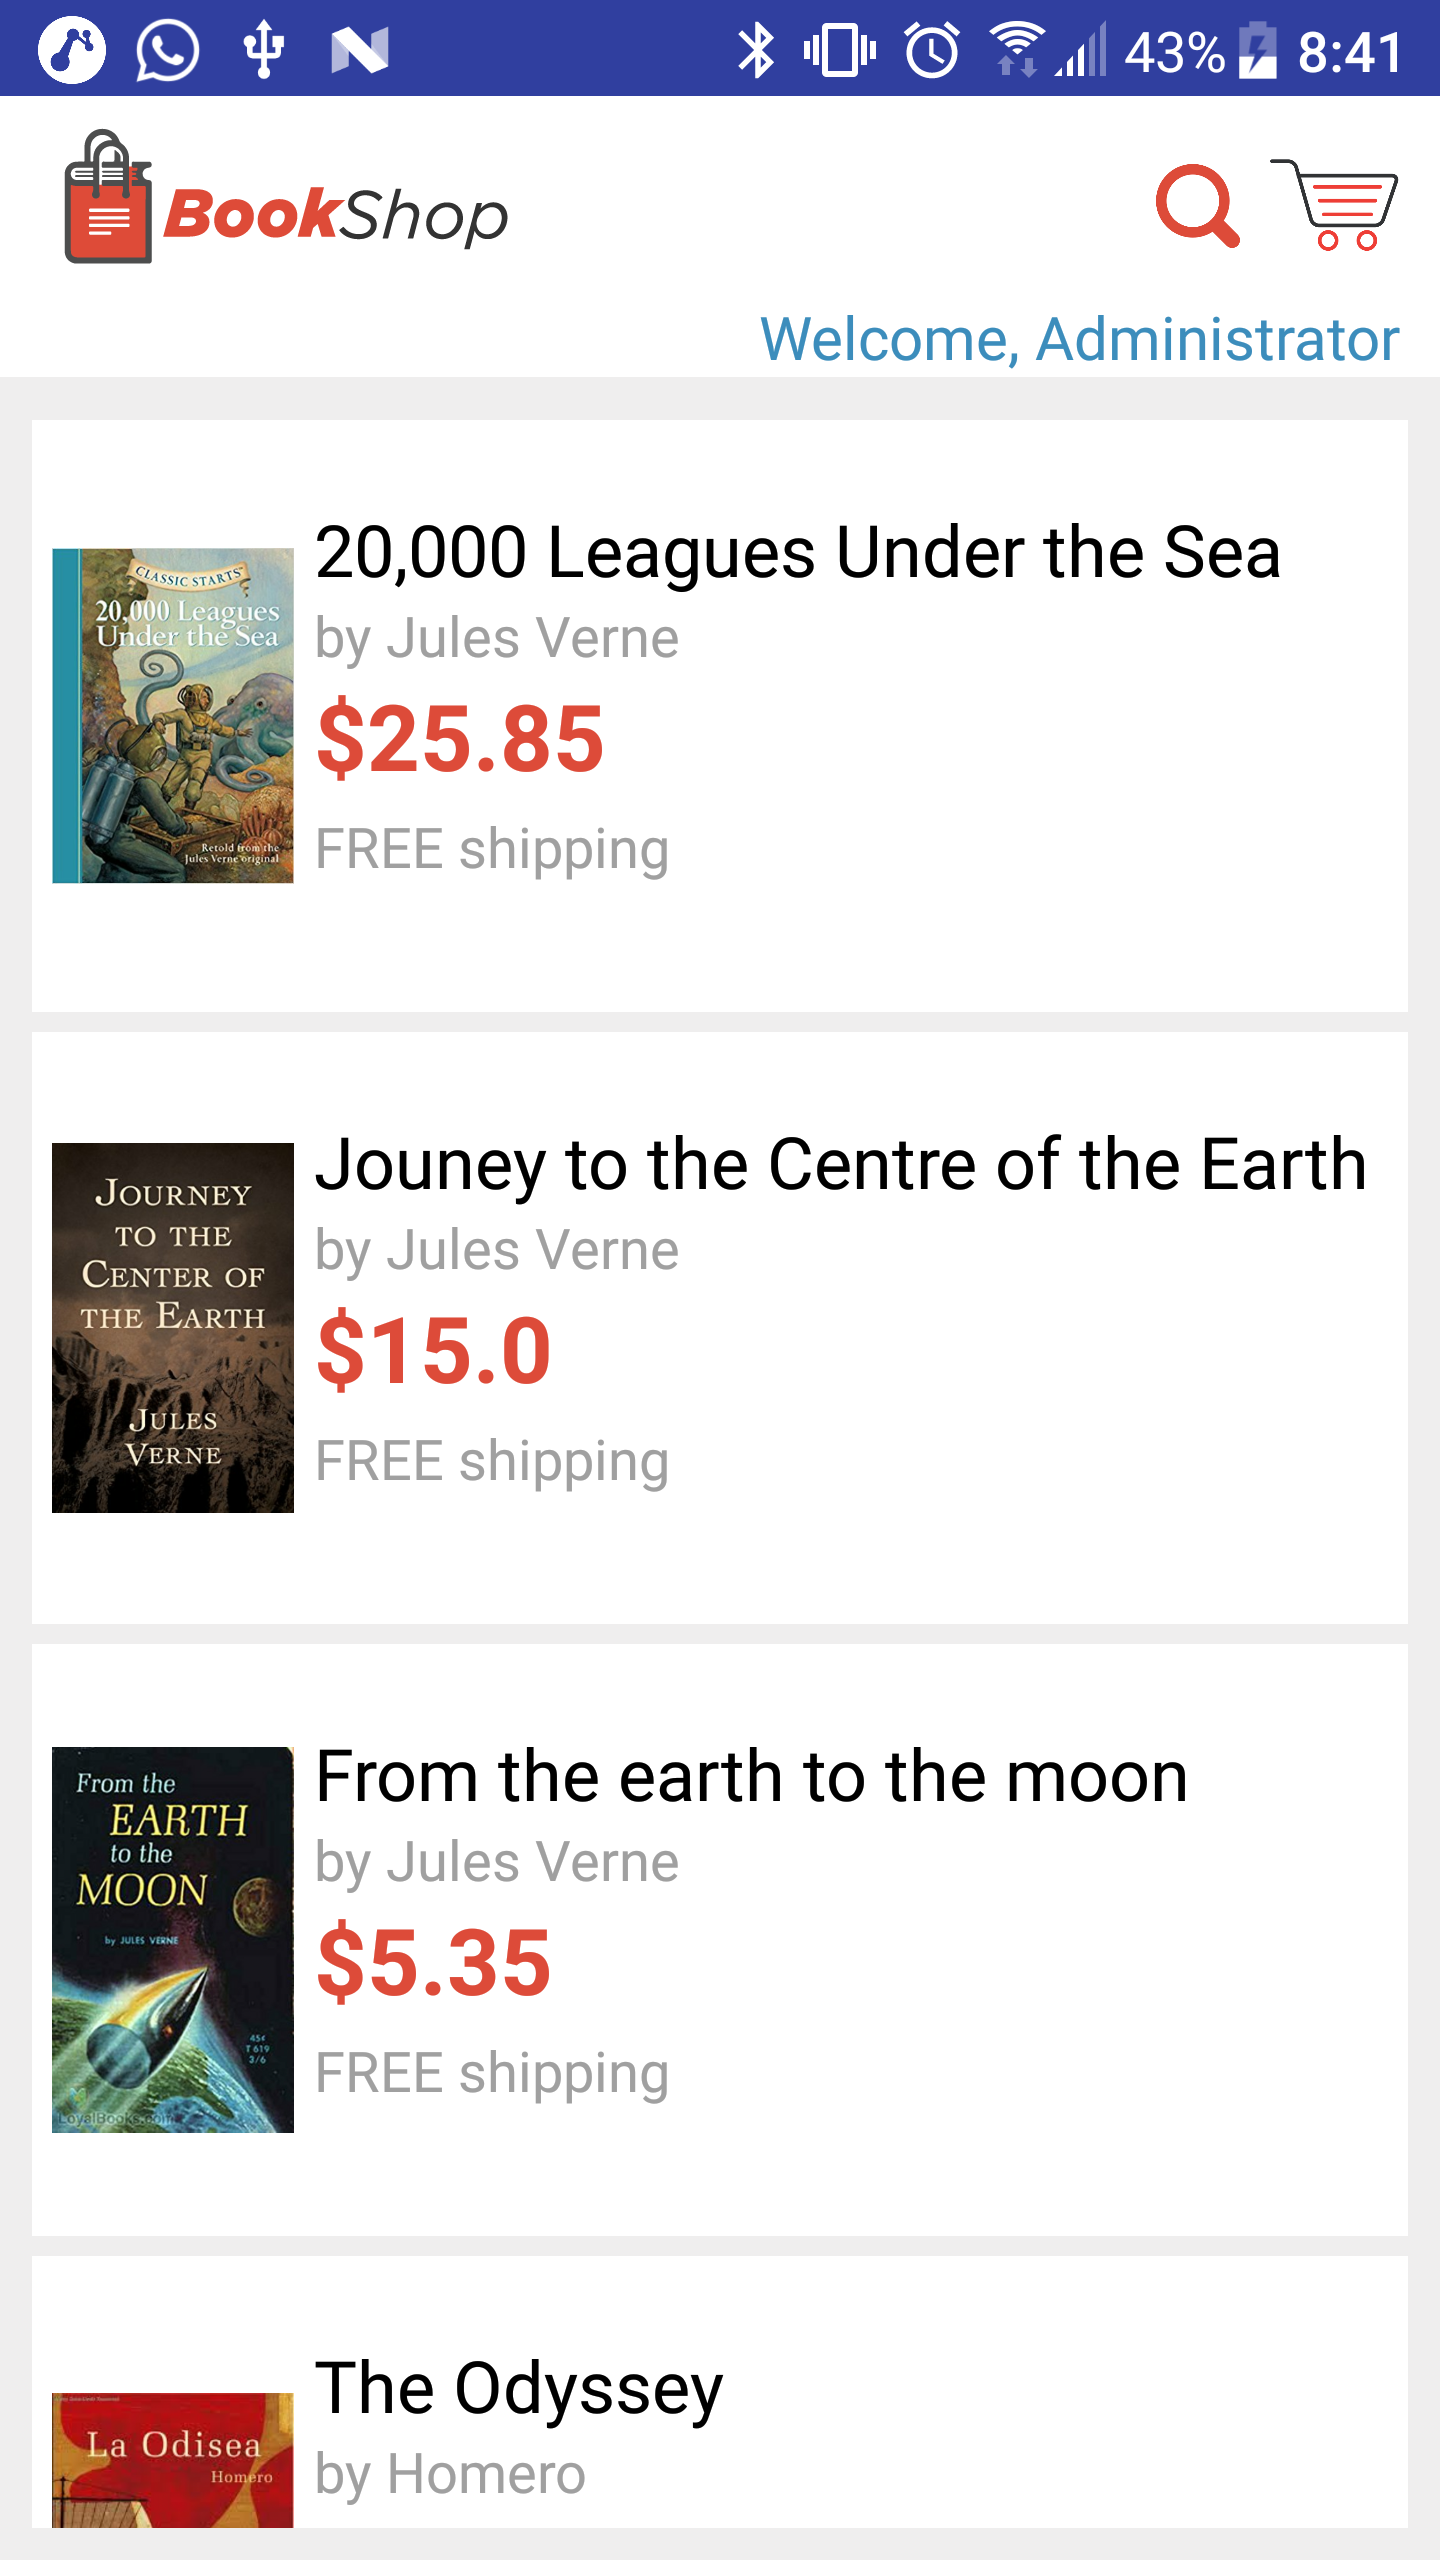 43% 8:41
BookShop
Welcome, Administrator
20,000 Leagues Under the Sea
by Jules Verne
$25.85
FREE shipping
CLASSIC STARTS
20,000 Leagues
Under the Sea
Retold from the
Jules Verne original
Jouney to the Centre of the Earth
by Jules Verne
$15.0
FREE shipping
JOURNEY
TO THE
CENTER OF
THE EARTH
JULES
VERNE
From the earth to the moon
by Jules Verne
$5.35
FREE shipping
From the
EARTH
to the
MOON
by JULES VERNE
45¢
T 619
3/6
LoyalBooks.com
The Odyssey
by Homero
La Odisea
Homero